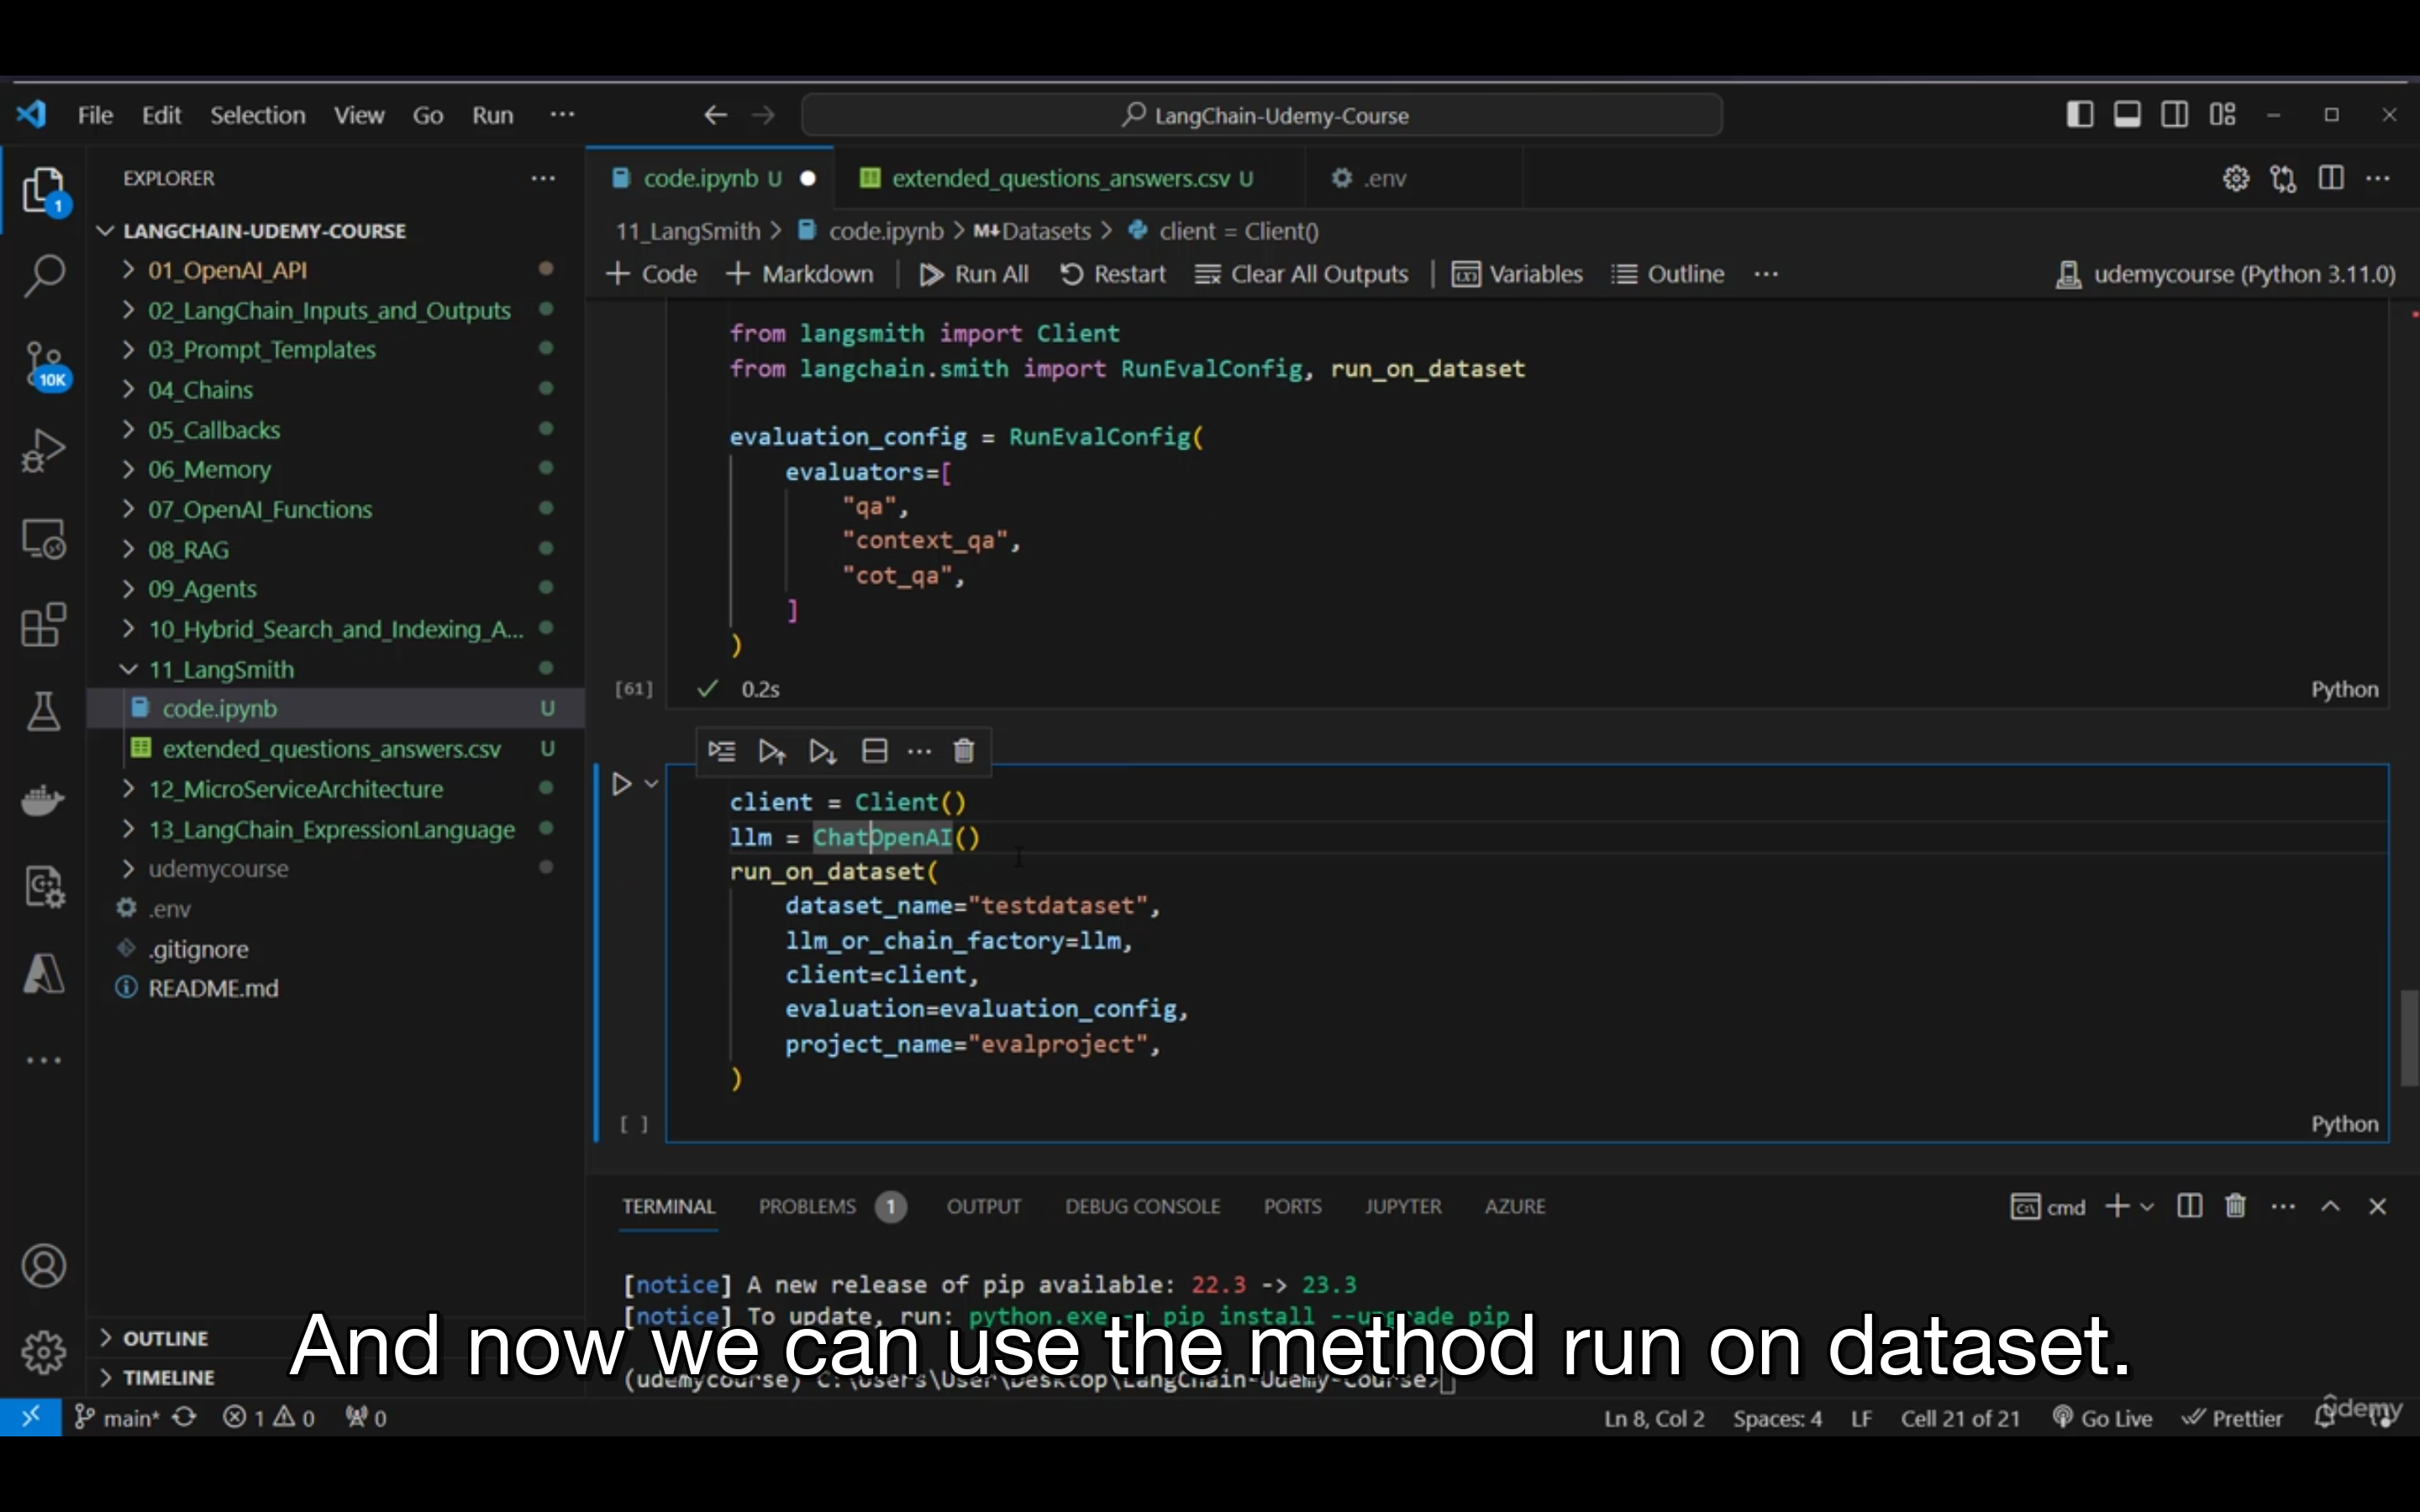 File Edit Selection View Go Run ···
LangChain-Udemy-Course
EXPLORER
1
10K
LANGCHAIN-UDEMY-COURSE
01_OpenAI_API
02_LangChain_Inputs_and_Outputs
03_Prompt_Templates
04_Chains
05_Callbacks
06_Memory
07_OpenAI_Functions
08_RAG
09_Agents
10_Hybrid_Search_and_Indexing_A...
11_LangSmith
code.ipynb U
extended_questions_answers.csv U
12_MicroServiceArchitecture
13_LangChain_ExpressionLanguage
udemycourse
.env
.gitignore
README.md
OUTLINE
TIMELINE
code.ipynb U
extended_questions_answers.csv U
.env
11_LangSmith > code.ipynb > M↓Datasets > client = Client()
+ Code + Markdown | Run All Restart Clear All Outputs | Variables Outline ···
udemycourse (Python 3.11.0)
from langsmith import Client
from langchain.smith import RunEvalConfig, run_on_dataset
evaluation_config = RunEvalConfig(
evaluators=[
"qa",
"context_qa",
"cot_qa",
]
)
[61] ✓ 0.2s
Python
client = Client()
llm = ChatOpenAI()
run_on_dataset(
dataset_name="testdataset",
llm_or_chain_factory=llm,
client=client,
evaluation=evaluation_config,
project_name="evalproject",
)
[ ]
Python
TERMINAL PROBLEMS 1 OUTPUT DEBUG CONSOLE PORTS JUPYTER AZURE
cmd
[notice] A new release of pip available: 22.3 -> 23.3
[notice] To update, run: python.exe -m pip install --upgrade pip
And now we can use the method run on dataset.
(udemycourse) C:\Users\User\Desktop\LangChain-Udemy-Course>
main* 1 0 0
Ln 8, Col 2 Spaces: 4 LF Cell 21 of 21 Go Live Prettier
ûdemy